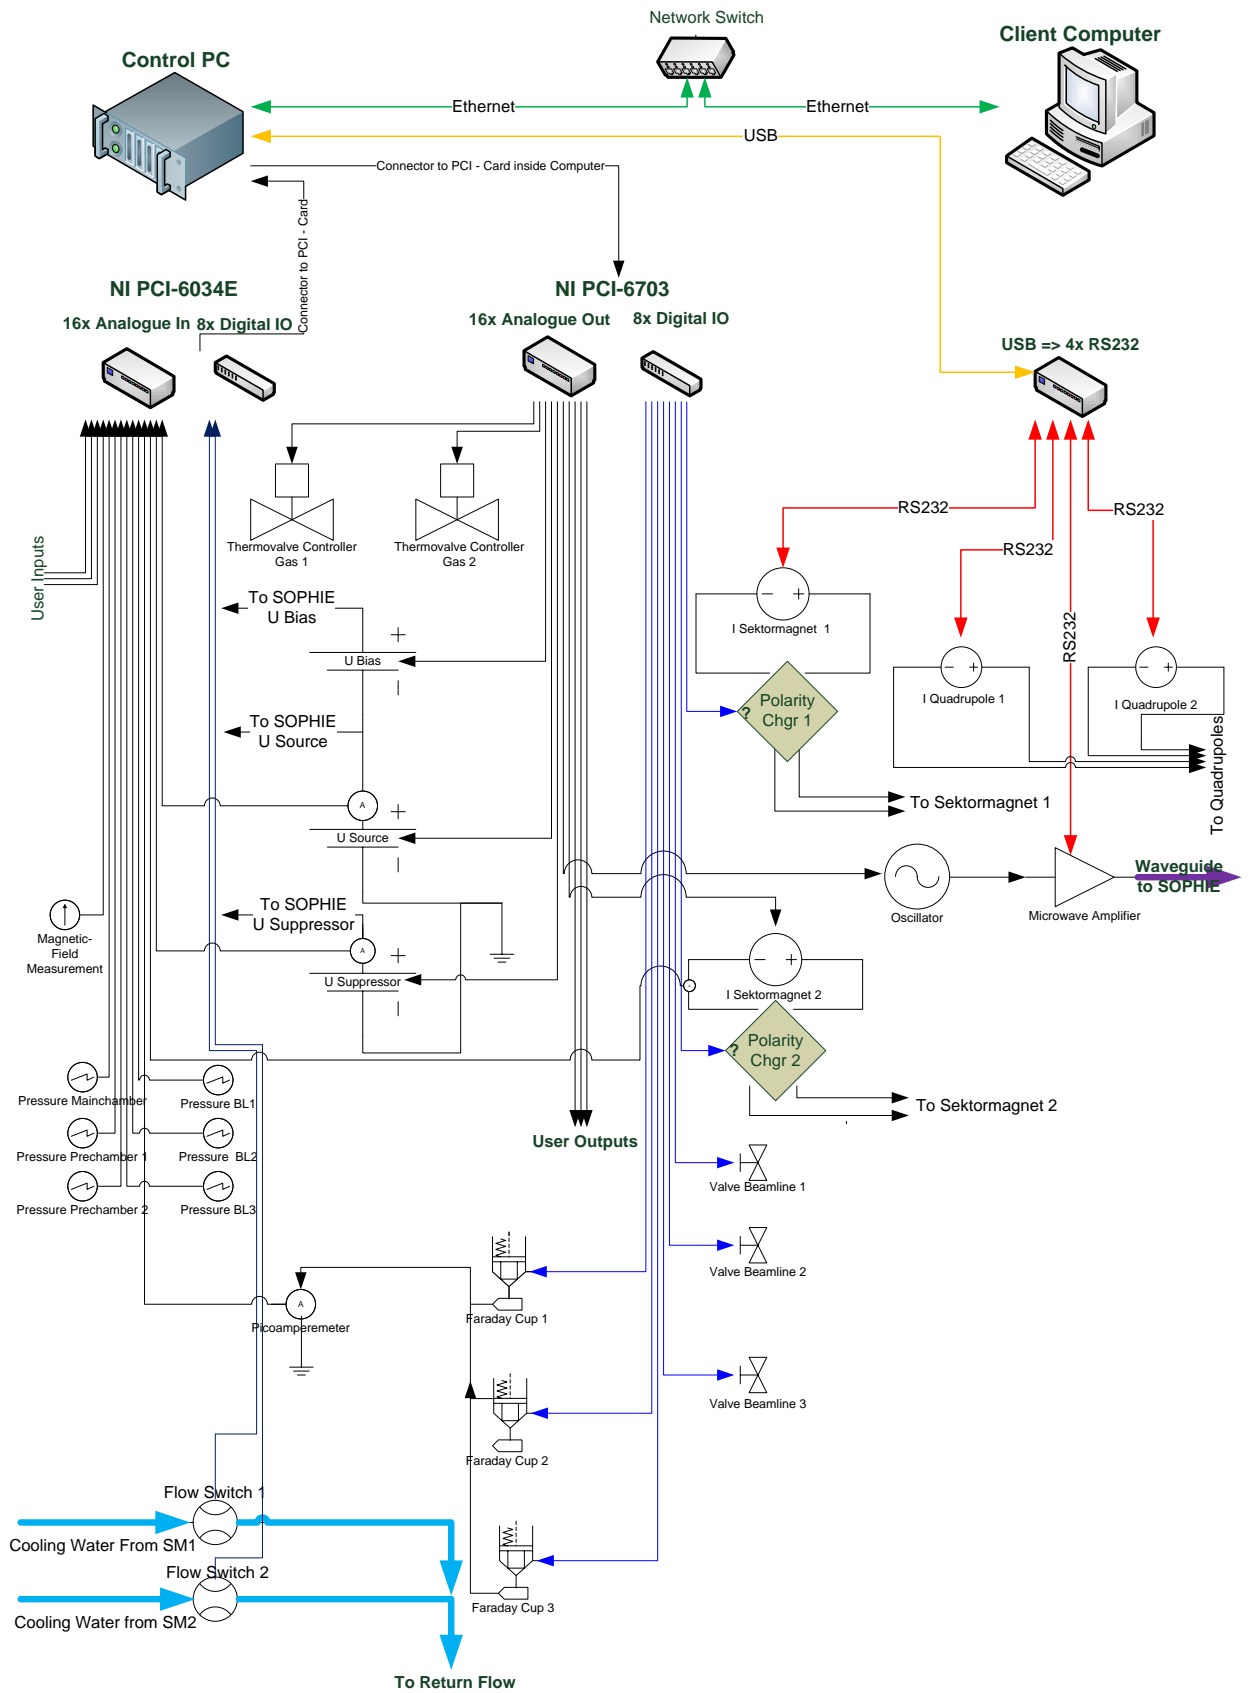 Network Switch
Client Computer
Control PC
Ethernet
Ethernet
USB
Connector to PCI - Card inside Computer
Connector to PCI - Card
NI PCI-6034E
NI PCI-6703
16x Analogue In
8x Digital IO
16x Analogue Out
8x Digital IO
USB => 4x RS232
RS232
RS232
RS232
RS232
User Inputs
Thermovalve Controller
Gas 1
Thermovalve Controller
Gas 2
To SOPHIE
U Bias
+
U Bias
-
I Sektormagnet 1
- +
I Quadrupole 1
- +
I Quadrupole 2
- +
To Quadrupoles
Polarity
Chgr 1
?
To SOPHIE
U Source
A
+
U Source
-
To Sektormagnet 1
Oscillator
Microwave Amplifier
Waveguide
to SOPHIE
Magnetic-
Field
Measurement
To SOPHIE
U Suppressor
A
+
U Suppressor
-
- +
A
I Sektormagnet 2
Polarity
Chgr 2
?
To Sektormagnet 2
Pressure Mainchamber
Pressure BL1
Pressure Prechamber 1
Pressure BL2
Pressure Prechamber 2
Pressure BL3
User Outputs
Valve Beamline 1
Valve Beamline 2
Valve Beamline 3
A
Picoamperemeter
Faraday Cup 1
Faraday Cup 2
Faraday Cup 3
Flow Switch 1
Cooling Water From SM1
Flow Switch 2
Cooling Water from SM2
To Return Flow